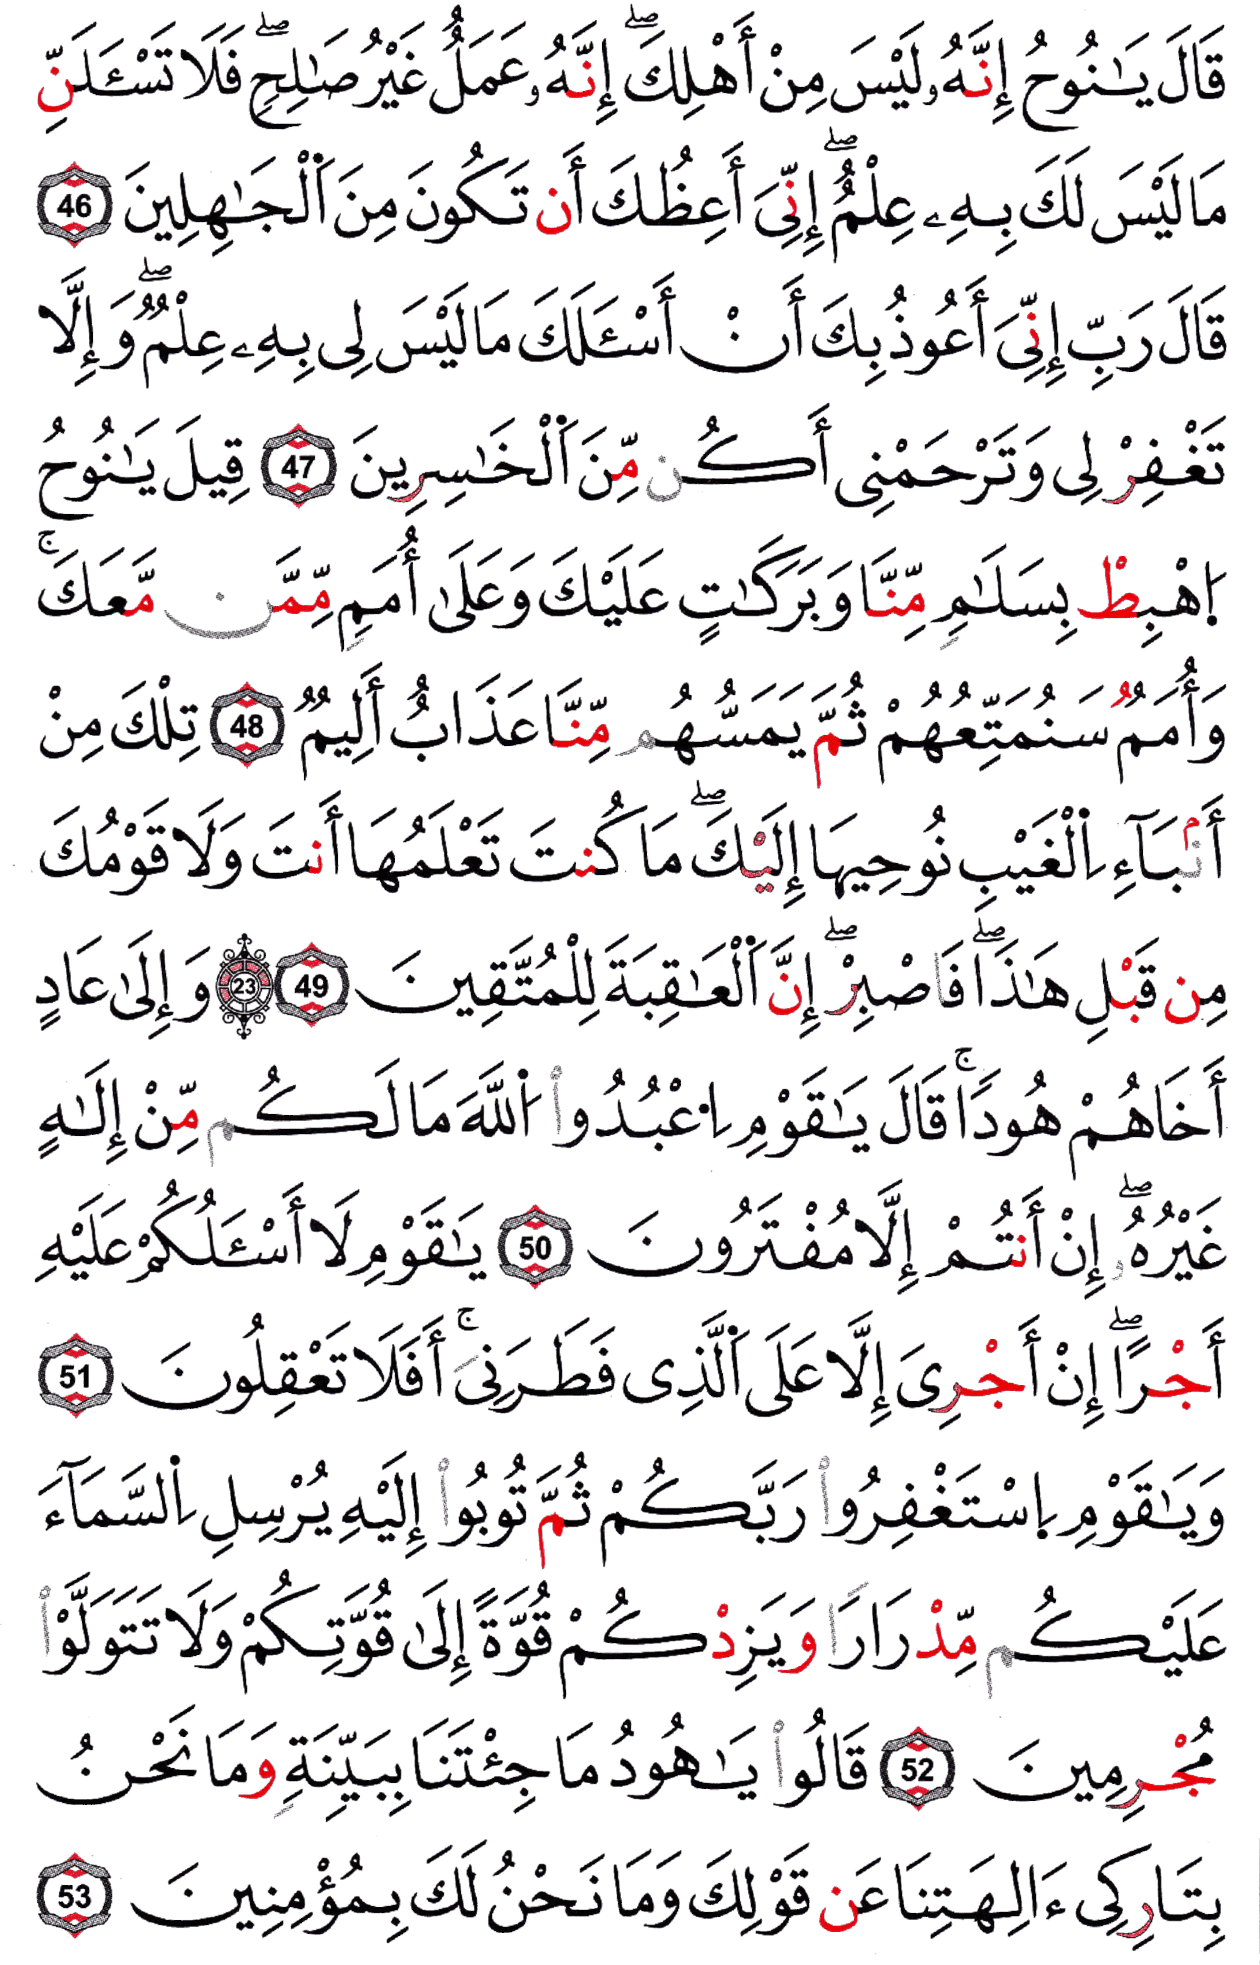 قَالَ يَـٰنُوحُ إِنَّهُۥ لَيْسَ مِنْ أَهْلِكَۖ إِنَّهُۥ عَمَلٌ غَيْرُ صَـٰلِحٍۖ فَلَا تَسْـَٔلَنِّ
مَا لَيْسَ لَكَ بِهِۦ عِلْمٌۖ إِنِّيَ أَعِظُكَ أَن تَكُونَ مِنَ ٱلْجَـٰهِلِينَ 46
قَالَ رَبِّ إِنِّيَ أَعُوذُ بِكَ أَنْ أَسْـَٔلَكَ مَا لَيْسَ لِى بِهِۦ عِلْمٌۖ وَإِلَّا
تَغْفِرْ لِى وَتَرْحَمْنِى أَكُن مِّنَ ٱلْخَـٰسِرِينَ 47 قِيلَ يَـٰنُوحُ
ٱهْبِطْ بِسَلَـٰمٍ مِّنَّا وَبَرَكَـٰتٍ عَلَيْكَ وَعَلَىٰ أُمَمٍ مِّمَّن مَّعَكَۚ
وَأُمَمٌ سَنُمَتِّعُهُمْ ثُمَّ يَمَسُّهُم مِّنَّا عَذَابٌ أَلِيمٌ 48 تِلْكَ مِنْ
أَنۢبَآءِ ٱلْغَيْبِ نُوحِيهَا إِلَيْكَۖ مَا كُنتَ تَعْلَمُهَا أَنتَ وَلَا قَوْمُكَ
مِن قَبْلِ هَـٰذَاۖ فَاصْبِرْۖ إِنَّ ٱلْعَـٰقِبَةَ لِلْمُتَّقِينَ 49 23 وَإِلَىٰ عَادٍ
أَخَاهُمْ هُودًاۚ قَالَ يَـٰقَوْمِ ٱعْبُدُوا۟ ٱللَّهَ مَا لَكُم مِّنْ إِلَـٰهٍ
غَيْرُهُۥۖ إِنْ أَنتُمْ إِلَّا مُفْتَرُونَ 50 يَـٰقَوْمِ لَا أَسْـَٔلُكُمْ عَلَيْهِ
أَجْرًاۖ إِنْ أَجْرِىَ إِلَّا عَلَى ٱلَّذِى فَطَرَنِىَۚ أَفَلَا تَعْقِلُونَ 51
وَيَـٰقَوْمِ ٱسْتَغْفِرُوا۟ رَبَّكُمْ ثُمَّ تُوبُوا۟ إِلَيْهِ يُرْسِلِ ٱلسَّمَآءَ
عَلَيْكُم مِّدْرَارًا وَيَزِدْكُمْ قُوَّةً إِلَىٰ قُوَّتِكُمْ وَلَا تَتَوَلَّوْا۟
مُجْرِمِينَ 52 قَالُوا۟ يَـٰهُودُ مَا جِئْتَنَا بِبَيِّنَةٍ وَمَا نَحْنُ
بِتَارِكِى ءَالِهَتِنَا عَن قَوْلِكَ وَمَا نَحْنُ لَكَ بِمُؤْمِنِينَ 53